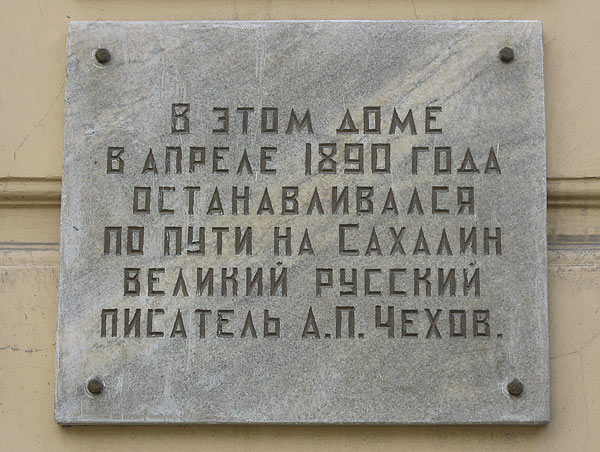 В ЭТОМ ДОМЕ
В АПРЕЛЕ 1890 ГОДА
ОСТАНАВЛИВАЛСЯ
ПО ПУТИ НА САХАЛИН
ВЕЛИКИЙ РУССКИЙ
ПИСАТЕЛЬ А.П. ЧЕХОВ.